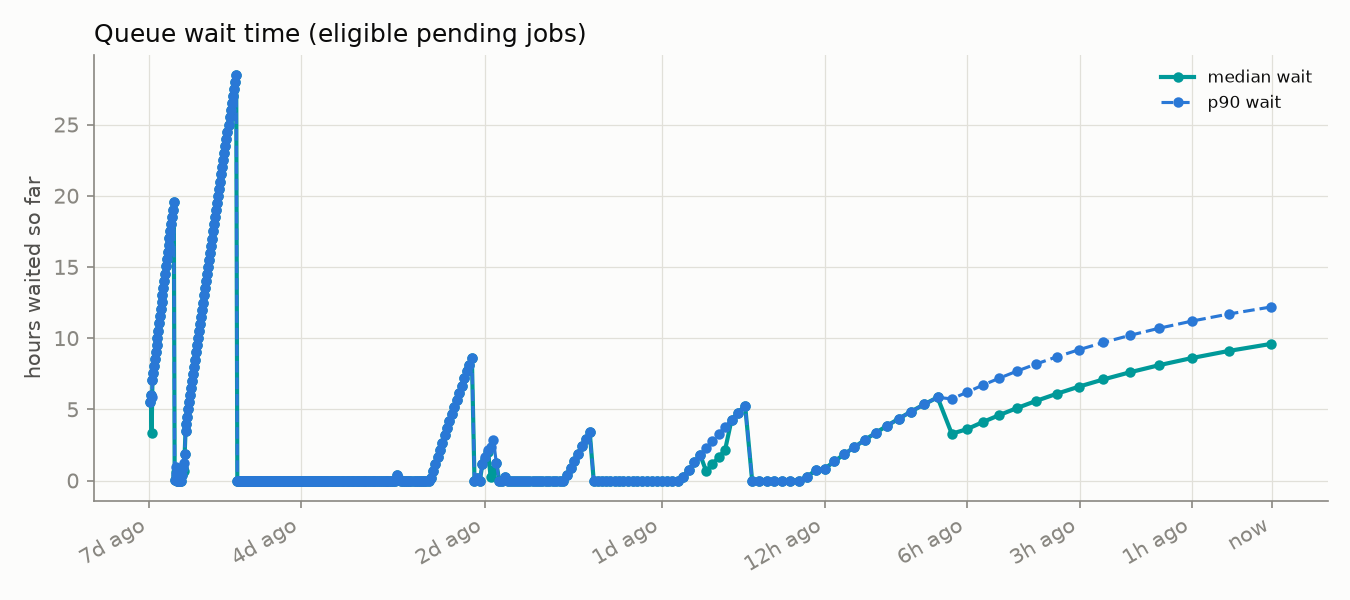 Queue wait time (eligible pending jobs)
median wait
p90 wait
hours waited so far
25
20
15
10
5
0
7d ago
4d ago
2d ago
1d ago
12h ago
6h ago
3h ago
1h ago
now